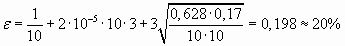 ε = 1/10 + 2·10⁻⁵·10·3 + 3√(0,628·0,17/10·10) = 0,198 ≈ 20%